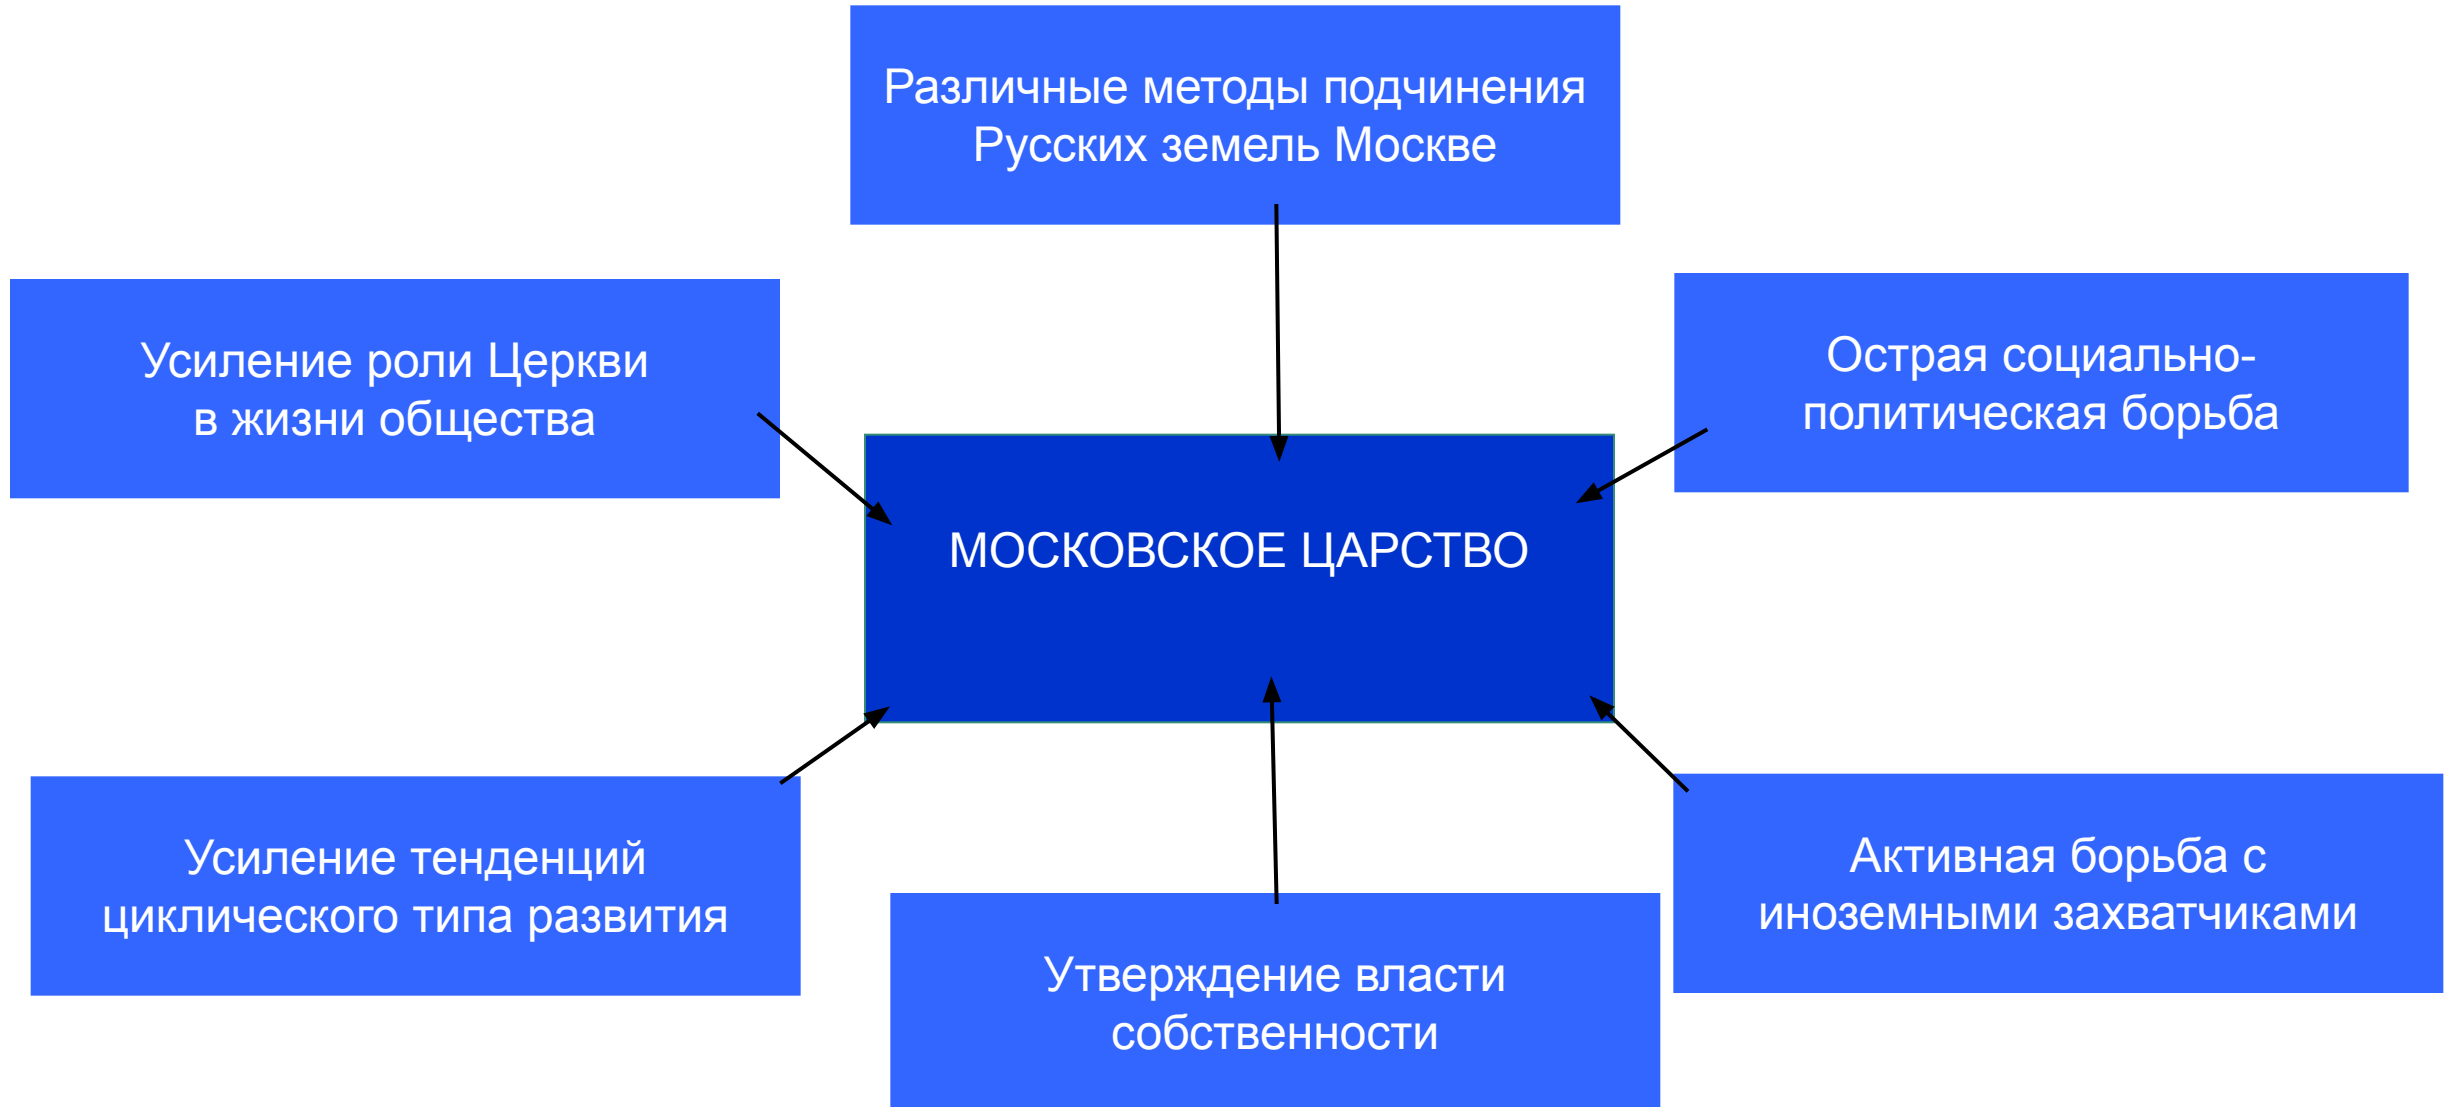 Различные методы подчинения
Русских земель Москве
Усиление роли Церкви
в жизни общества
Острая социально-
политическая борьба
МОСКОВСКОЕ ЦАРСТВО
Усиление тенденций
циклического типа развития
Утверждение власти
собственности
Активная борьба с
иноземными захватчиками